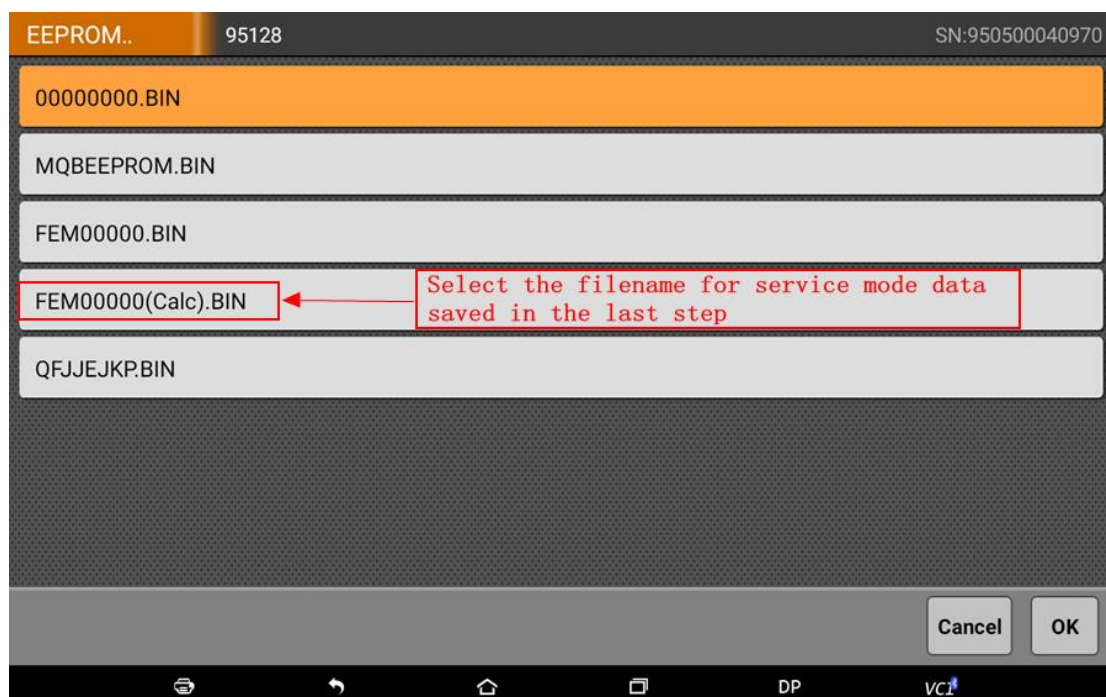 EEPROM.. 95128 SN:950500040970
00000000.BIN
MQBEEPROM.BIN
FEM00000.BIN
FEM00000(Calc).BIN
Select the filename for service mode data
saved in the last step
QFJJEJKP.BIN
Cancel OK
DP VCI